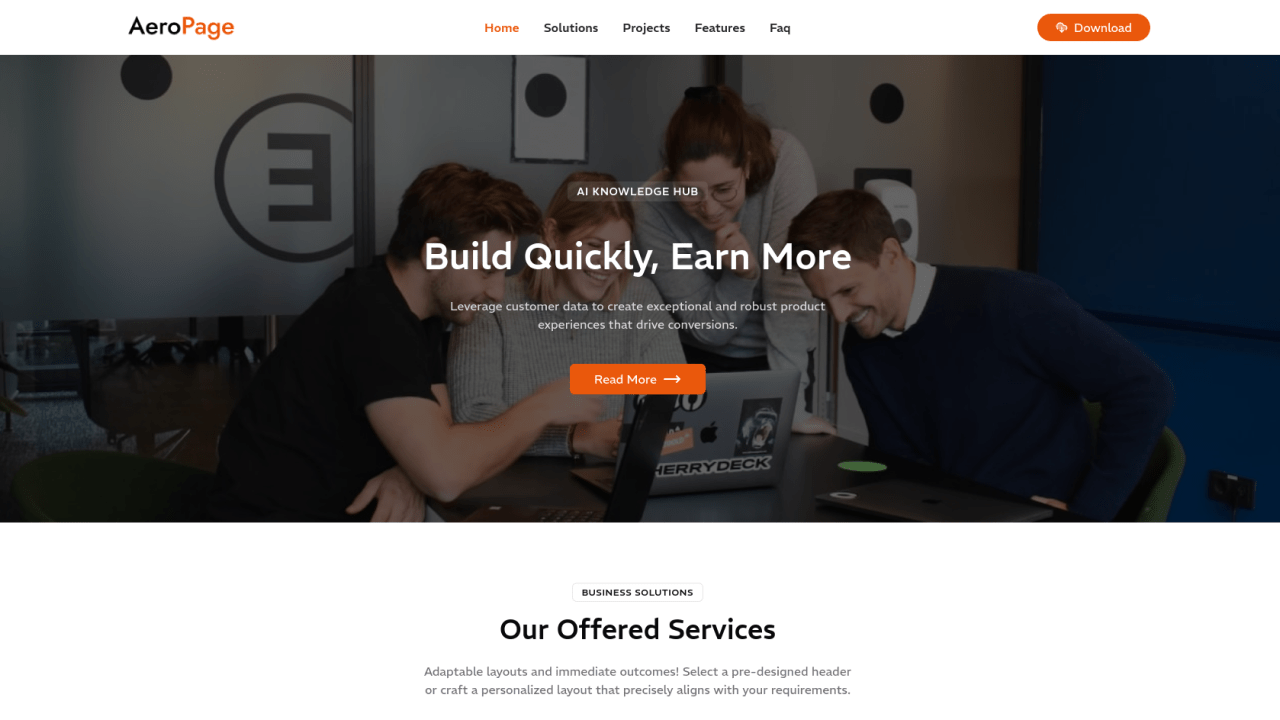 AeroPage
Home
Solutions
Projects
Features
Faq
Download
AI KNOWLEDGE HUB
Build Quickly, Earn More
Leverage customer data to create exceptional and robust product
experiences that drive conversions.
Read More
HERRYDECK
BUSINESS SOLUTIONS
Our Offered Services
Adaptable layouts and immediate outcomes! Select a pre-designed header
or craft a personalized layout that precisely aligns with your requirements.